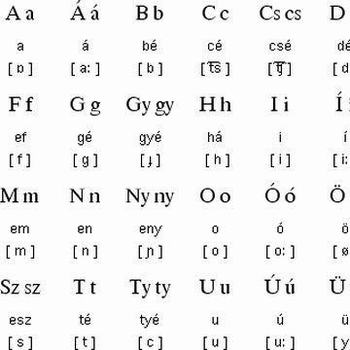 A a Á á B b C c Cs cs D
a á bé cé csé dé
[ɒ] [aː] [b] [t͡s] [t͡ʃ] [d
F f G g Gy gy H h I i Í
ef gé gyé há i í
[f] [g] [ɟ] [h] [i] [iː
M m N n Ny ny O o Ó ó Ö
em en eny o ó ö
[m] [n] [ɲ] [o] [oː] [ø
Sz sz T t Ty ty U u Ú ú Ü
esz té tyé u ú ü
[s] [t] [c] [u] [uː] [y